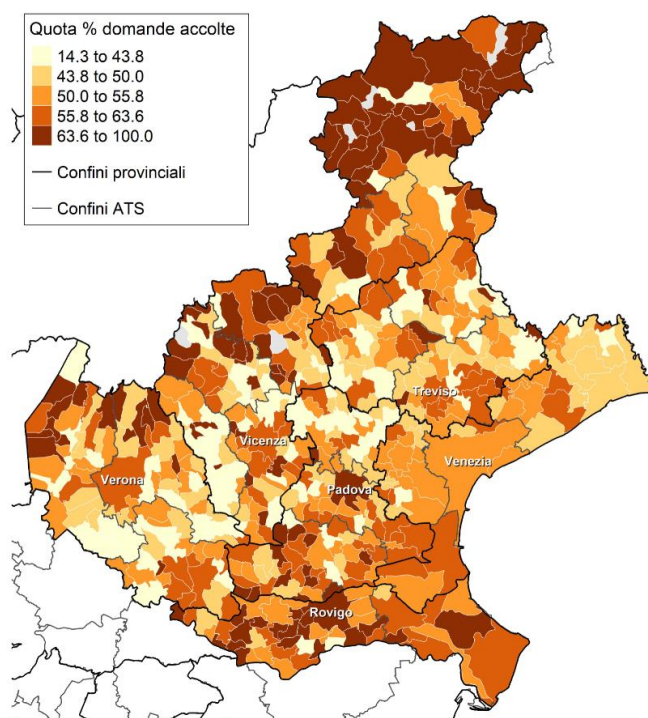 Quota % domande accolte
14.3 to 43.8
43.8 to 50.0
50.0 to 55.8
55.8 to 63.6
63.6 to 100.0
Confini provinciali
Confini ATS
Treviso
Vicenza
Venezia
Verona
Padova
Rovigo